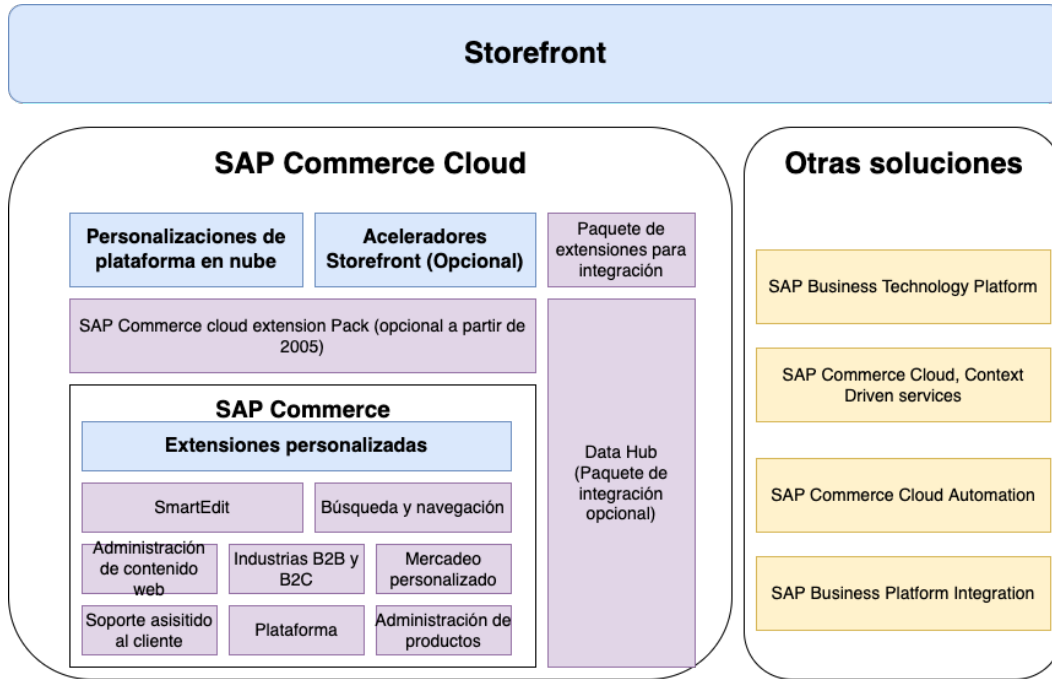 Storefront
SAP Commerce Cloud
Personalizaciones de
plataforma en nube
Aceleradores
Storefront (Opcional)
Paquete de
extensiones para
integración
SAP Commerce cloud extension Pack (opcional a partir de
2005)
SAP Commerce
Extensiones personalizadas
SmartEdit
Búsqueda y navegación
Administración
de contenido
web
Industrias B2B y
B2C
Mercadeo
personalizado
Soporte asisitido
al cliente
Plataforma
Administración de
productos
Data Hub
(Paquete de
integración
opcional)
Otras soluciones
SAP Business Technology Platform
SAP Commerce Cloud, Context
Driven services
SAP Commerce Cloud Automation
SAP Business Platform Integration